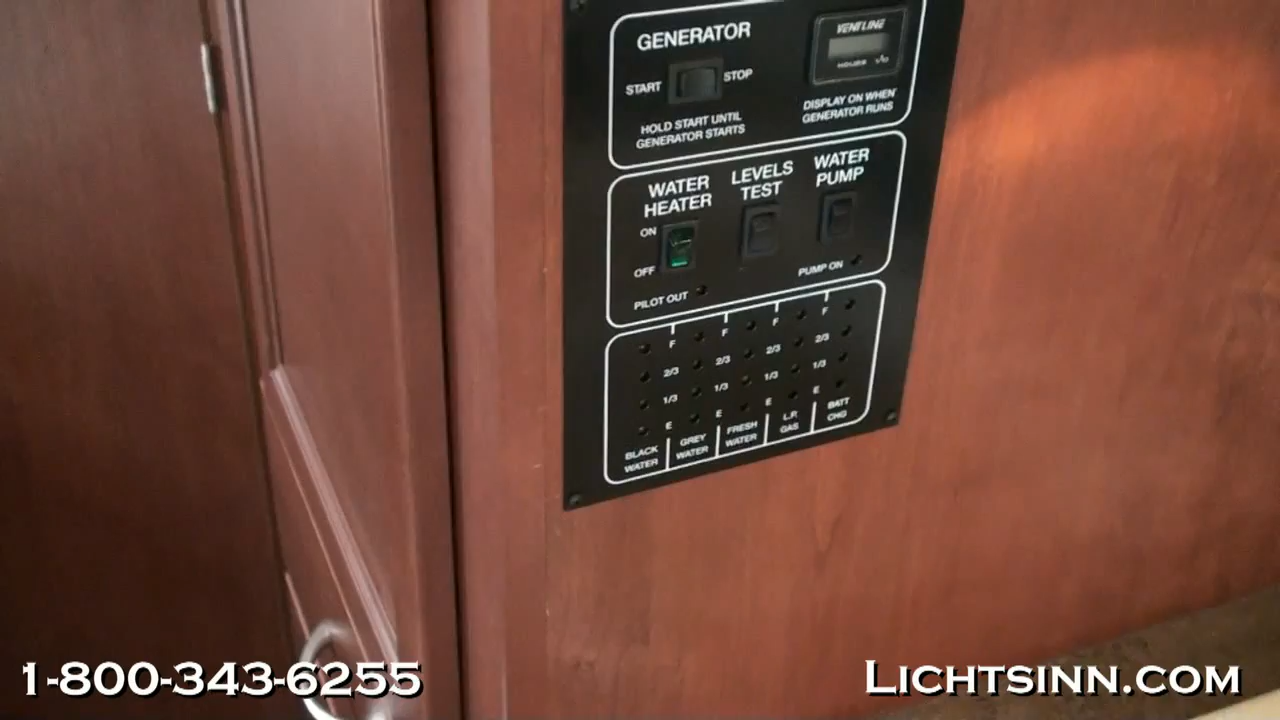 GENERATOR
VENTLINE
HOURS 1/10
START STOP
HOLD START UNTIL
GENERATOR STARTS
DISPLAY ON WHEN
GENERATOR RUNS
WATER
HEATER
LEVELS
TEST
WATER
PUMP
ON
OFF
PILOT OUT
PUMP ON
F F F F
2/3 2/3 2/3 2/3
1/3 1/3 1/3 1/3
E E E E
BLACK
WATER
GREY
WATER
FRESH
WATER
L.P.
GAS
BATT
CHG
1-800-343-6255
Lichtsinn.com